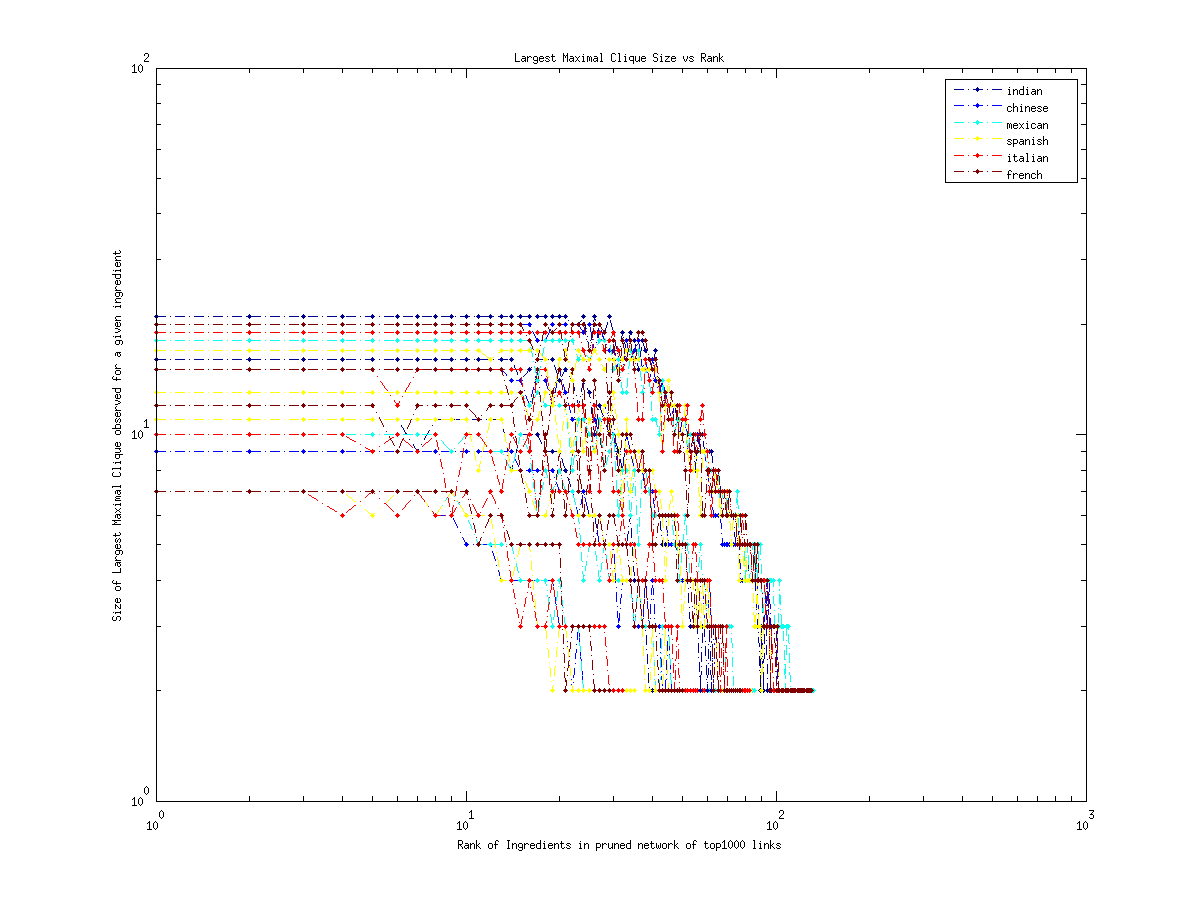 Largest Maximal Clique Size vs Rank
10^2
indian
chinese
mexican
spanish
italian
french
Size of Largest Maximal Clique observed for a given ingredient
10^1
10^0
10^0
10^1
10^2
10^3
Rank of Ingredients in pruned network of top1000 links